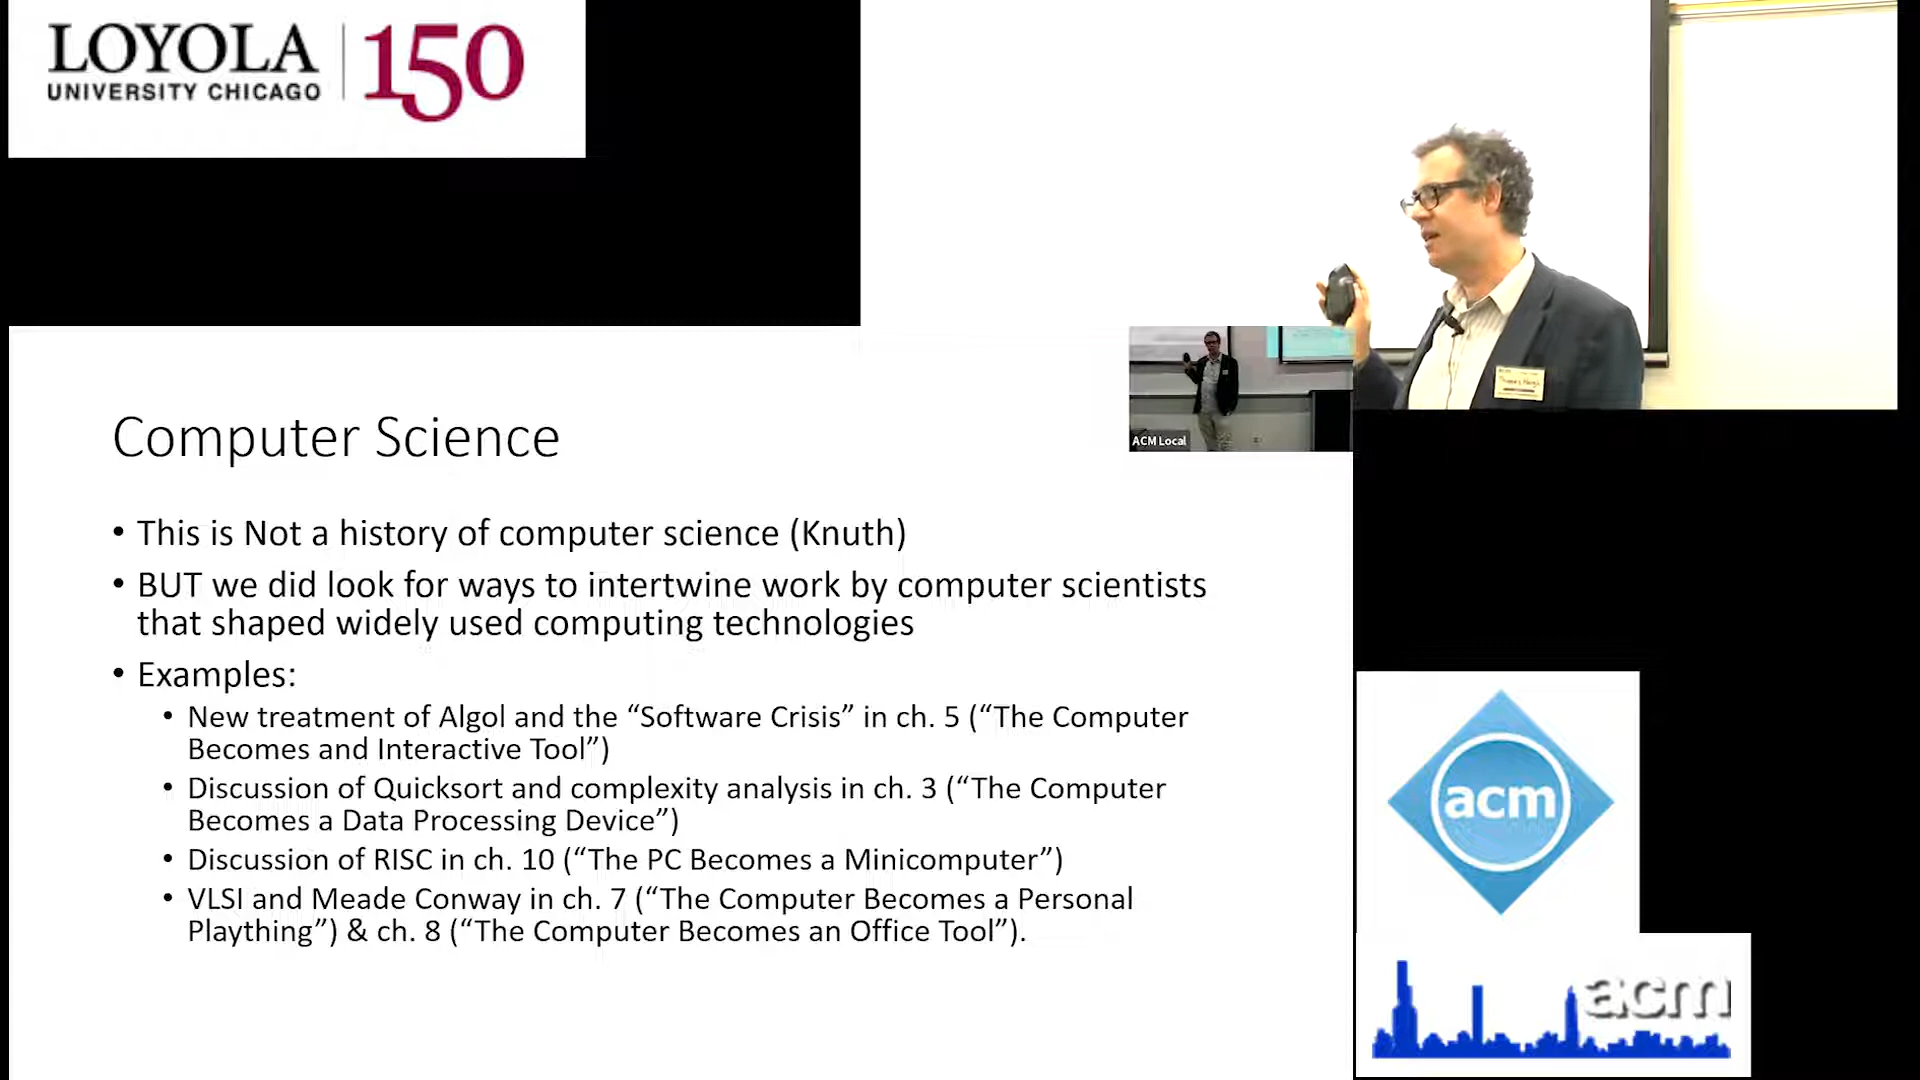 LOYOLA
UNIVERSITY CHICAGO
150
ACM Local
Computer Science
• This is Not a history of computer science (Knuth)
• BUT we did look for ways to intertwine work by computer scientists
that shaped widely used computing technologies
• Examples:
• New treatment of Algol and the “Software Crisis” in ch. 5 (“The Computer
Becomes and Interactive Tool”)
• Discussion of Quicksort and complexity analysis in ch. 3 (“The Computer
Becomes a Data Processing Device”)
• Discussion of RISC in ch. 10 (“The PC Becomes a Minicomputer”)
• VLSI and Meade Conway in ch. 7 (“The Computer Becomes a Personal
Plaything”) & ch. 8 (“The Computer Becomes an Office Tool”).
acm
acm